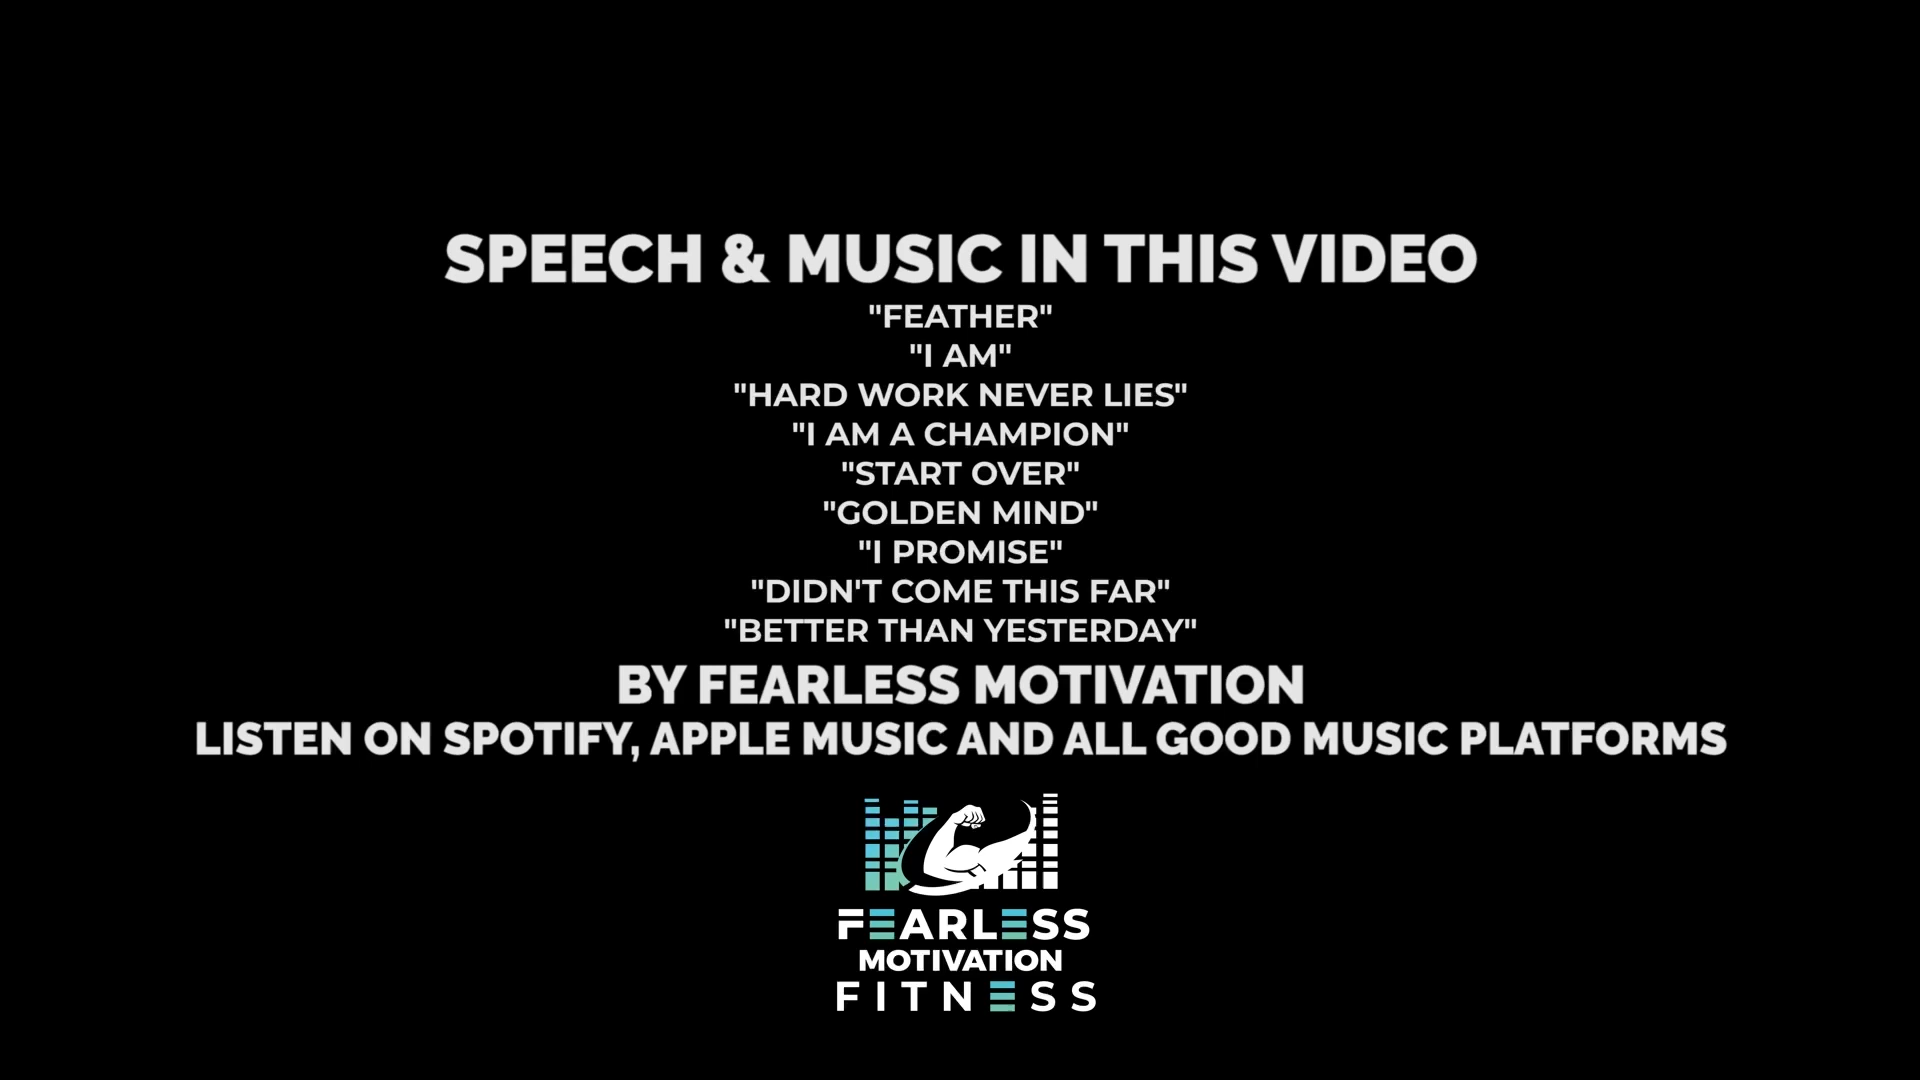 SPEECH & MUSIC IN THIS VIDEO
"FEATHER"
"I AM"
"HARD WORK NEVER LIES"
"I AM A CHAMPION"
"START OVER"
"GOLDEN MIND"
"I PROMISE"
"DIDN'T COME THIS FAR"
"BETTER THAN YESTERDAY"
BY FEARLESS MOTIVATION
LISTEN ON SPOTIFY, APPLE MUSIC AND ALL GOOD MUSIC PLATFORMS
FEARLESS
MOTIVATION
FITNESS